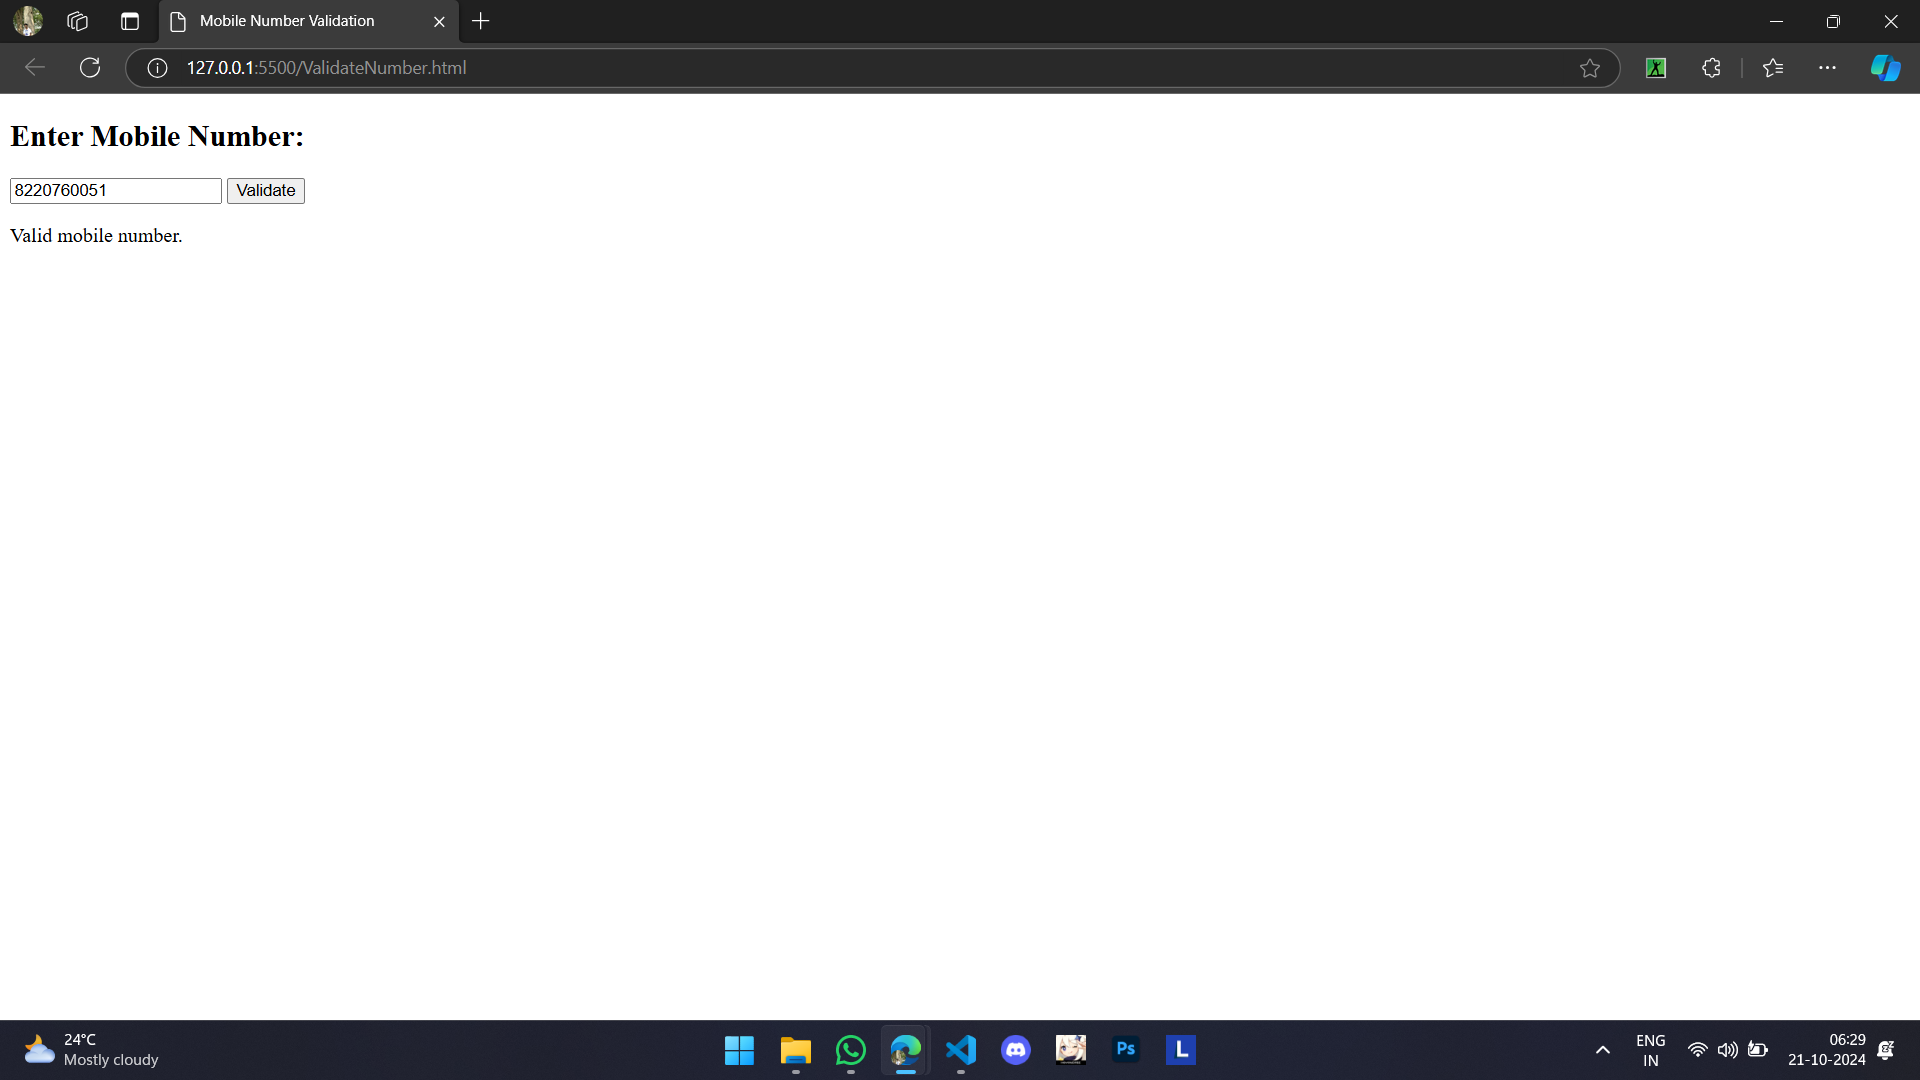 Mobile Number Validation
127.0.0.1:5500/ValidateNumber.html
Enter Mobile Number:
8220760051 Validate
Valid mobile number.
24°C
Mostly cloudy
Ps
L
ENG
IN
06:29
21-10-2024